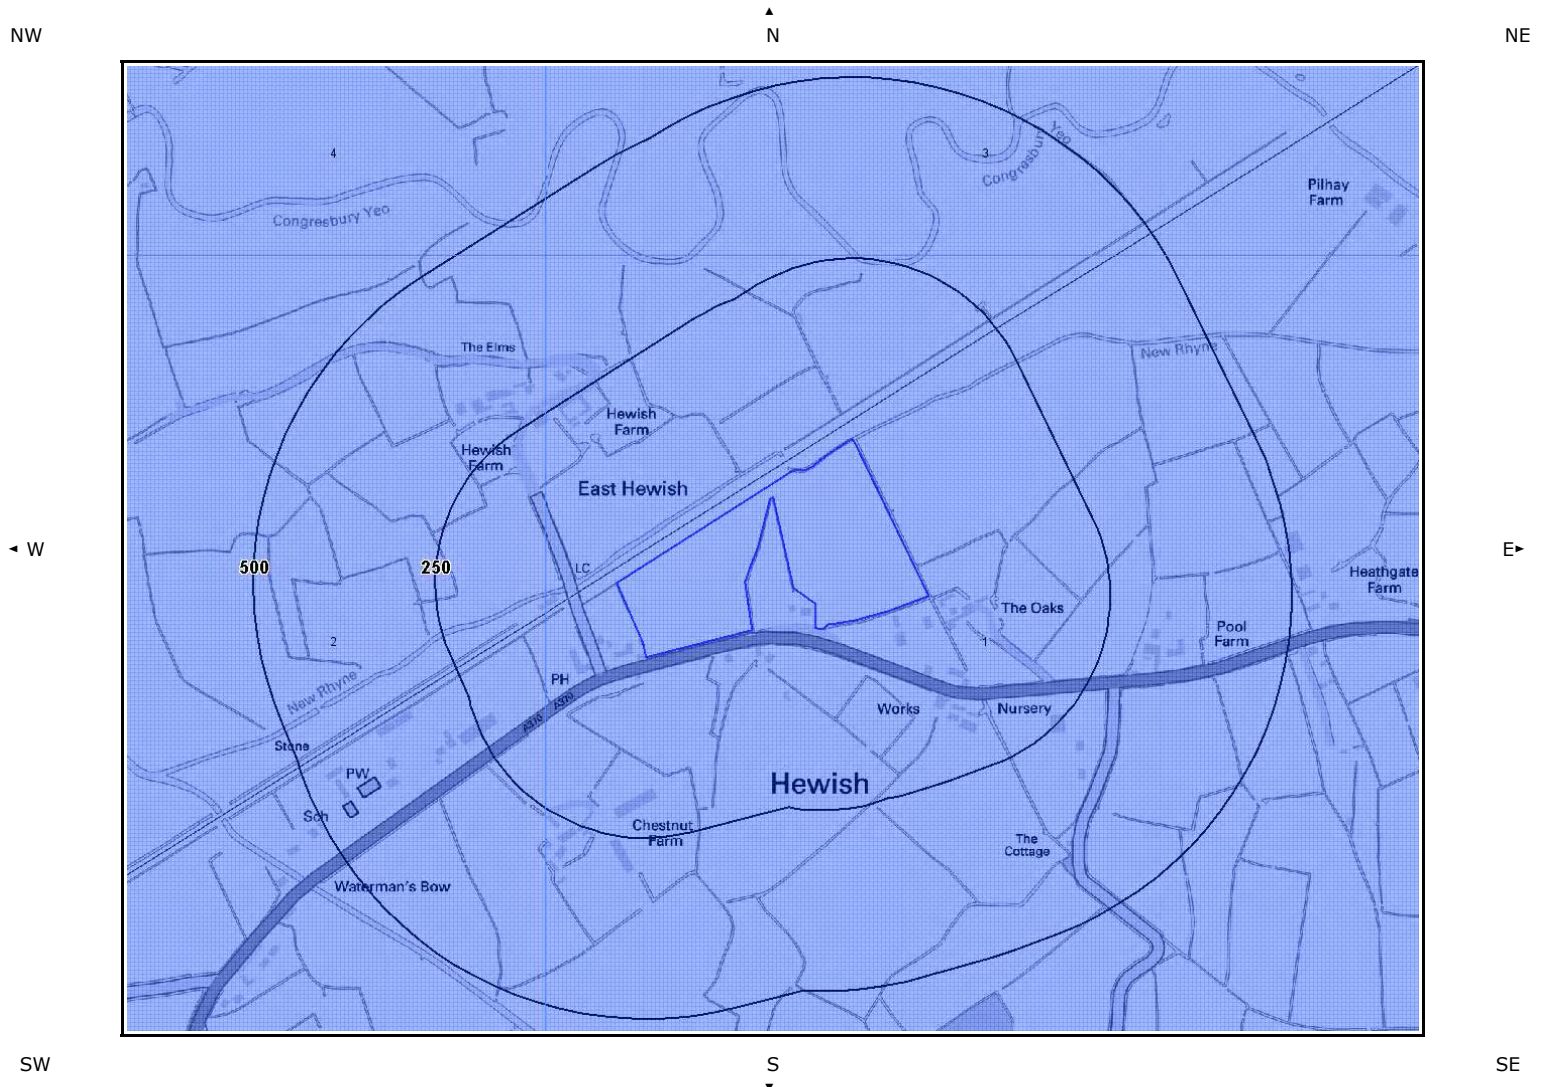 NW
N
NE
4
3
Congresbury Yeo
Pilhay
Farm
Congresbury Yeo
The Elms
New Rhyne
Hewish
Farm
Hewish
Farm
East Hewish
W
500
250
LC
E
Heathgate
Farm
The Oaks
Pool
Farm
2
1
PH
New Rhyne
A370
A370
Works
Nursery
Stone
PW
Hewish
Sch
Chestnut
Farm
The
Cottage
Waterman's Bow
SW
S
SE